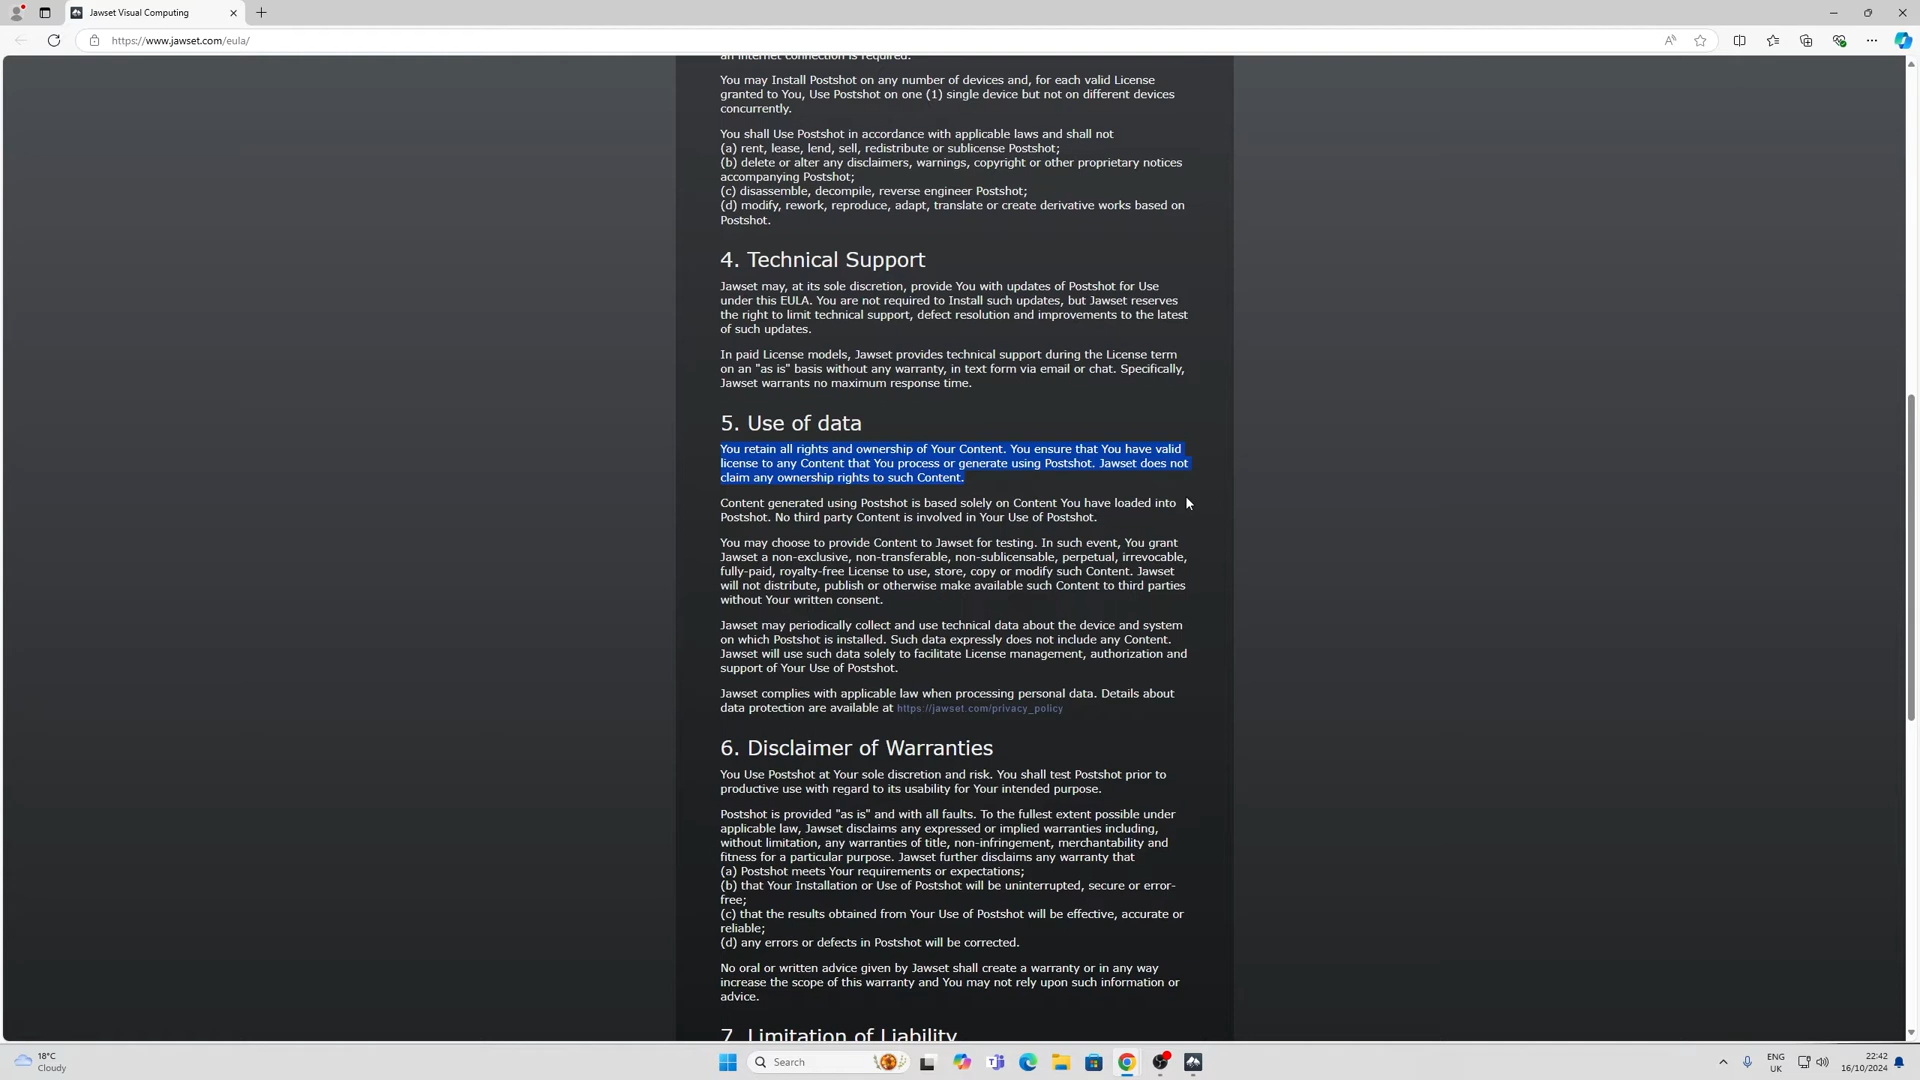 Jawset Visual Computing
https://www.jawset.com/eula/
an internet connection is required.
You may Install Postshot on any number of devices and, for each valid License
granted to You, Use Postshot on one (1) single device but not on different devices
concurrently.
You shall Use Postshot in accordance with applicable laws and shall not
(a) rent, lease, lend, sell, redistribute or sublicense Postshot;
(b) delete or alter any disclaimers, warnings, copyright or other proprietary notices
accompanying Postshot;
(c) disassemble, decompile, reverse engineer Postshot;
(d) modify, rework, reproduce, adapt, translate or create derivative works based on
Postshot.
4. Technical Support
Jawset may, at its sole discretion, provide You with updates of Postshot for Use
under this EULA. You are not required to Install such updates, but Jawset reserves
the right to limit technical support, defect resolution and improvements to the latest
of such updates.
In paid License models, Jawset provides technical support during the License term
on an "as is" basis without any warranty, in text form via email or chat. Specifically,
Jawset warrants no maximum response time.
5. Use of data
You retain all rights and ownership of Your Content. You ensure that You have valid
license to any Content that You process or generate using Postshot. Jawset does not
claim any ownership rights to such Content.
Content generated using Postshot is based solely on Content You have loaded into
Postshot. No third party Content is involved in Your Use of Postshot.
You may choose to provide Content to Jawset for testing. In such event, You grant
Jawset a non-exclusive, non-transferable, non-sublicensable, perpetual, irrevocable,
fully-paid, royalty-free License to use, store, copy or modify such Content. Jawset
will not distribute, publish or otherwise make available such Content to third parties
without Your written consent.
Jawset may periodically collect and use technical data about the device and system
on which Postshot is installed. Such data expressly does not include any Content.
Jawset will use such data solely to facilitate License management, authorization and
support of Your Use of Postshot.
Jawset complies with applicable law when processing personal data. Details about
data protection are available at https://jawset.com/privacy_policy
6. Disclaimer of Warranties
You Use Postshot at Your sole discretion and risk. You shall test Postshot prior to
productive use with regard to its usability for Your intended purpose.
Postshot is provided "as is" and with all faults. To the fullest extent possible under
applicable law, Jawset disclaims any expressed or implied warranties including,
without limitation, any warranties of title, non-infringement, merchantability and
fitness for a particular purpose. Jawset further disclaims any warranty that
(a) Postshot meets Your requirements or expectations;
(b) that Your Installation or Use of Postshot will be uninterrupted, secure or error-
free;
(c) that the results obtained from Your Use of Postshot will be effective, accurate or
reliable;
(d) any errors or defects in Postshot will be corrected.
No oral or written advice given by Jawset shall create a warranty or in any way
increase the scope of this warranty and You may not rely upon such information or
advice.
7. Limitation of Liability
18°C
Cloudy
Search
ENG
UK
22:42
16/10/2024